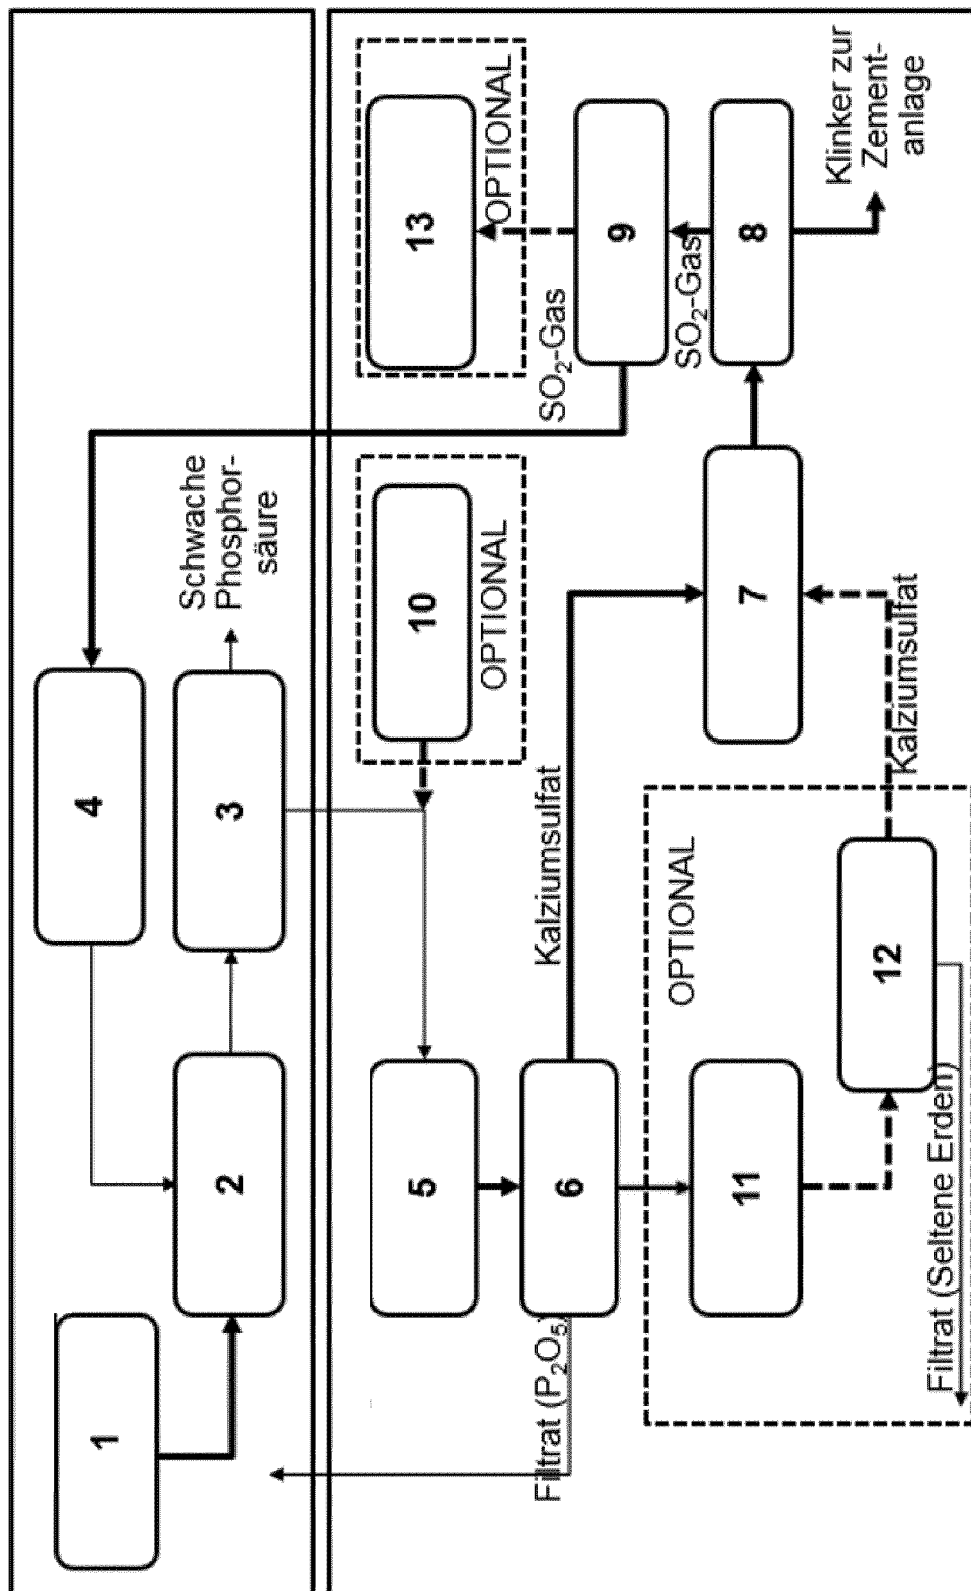 1
4
2
3
Schwache
Phosphor-
säure
5
10
OPTIONAL
13
OPTIONAL
Filtrat (P₂O₅)
6
Kalziumsulfat
SO₂-Gas
9
SO₂-Gas
11
OPTIONAL
7
8
12
Kalziumsulfat
Klinker zur
Zement-
anlage
Filtrat (Seltene Erden)